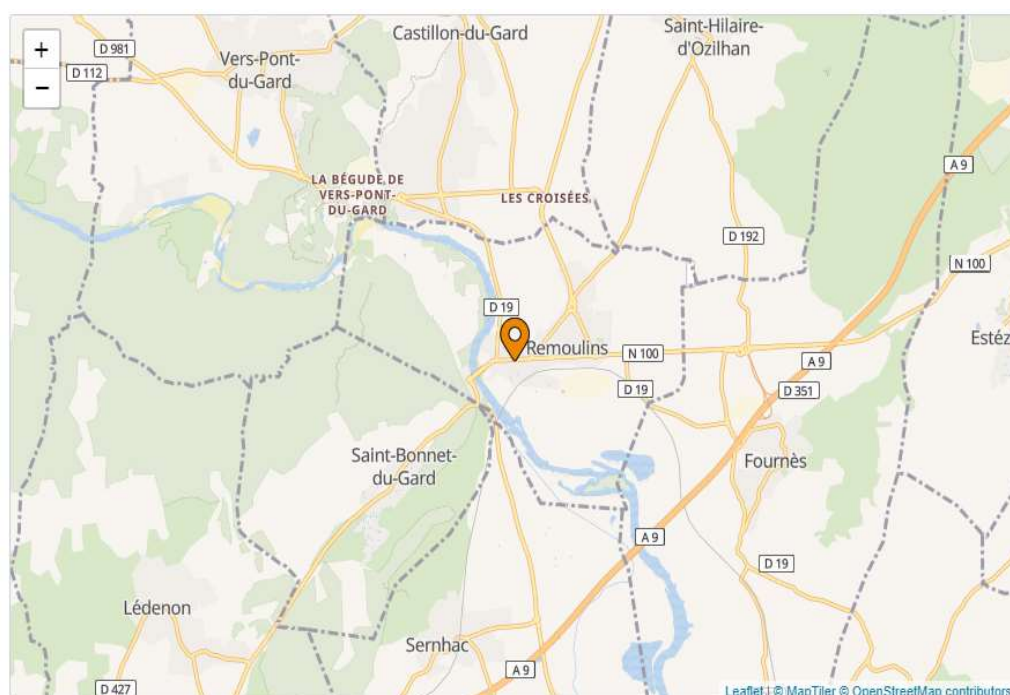 +
−
D 981
D 112
Vers-Pont-
du-Gard
Castillon-du-Gard
Saint-Hilaire-
d'Ozilhan
A 9
LA BÉGUDE DE
VERS-PONT-
DU-GARD
LES CROISÉES
D 192
N 100
D 19
Remoulins
N 100
Estéz
A 9
D 19
D 351
Saint-Bonnet-
du-Gard
Fournès
A 9
D 19
Lédenon
Sernhac
A 9
D 427
Leaflet | © MapTiler © OpenStreetMap contributors